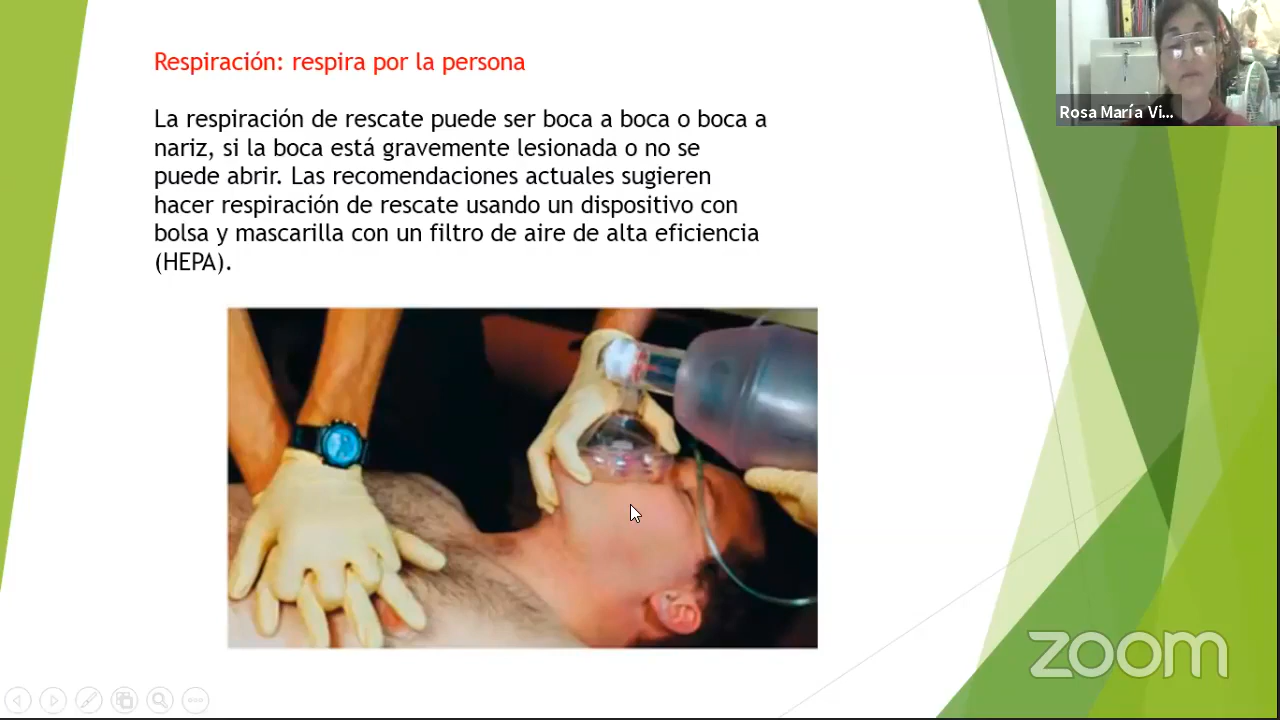 Respiración: respira por la persona
La respiración de rescate puede ser boca a boca o boca a
nariz, si la boca está gravemente lesionada o no se
puede abrir. Las recomendaciones actuales sugieren
hacer respiración de rescate usando un dispositivo con
bolsa y mascarilla con un filtro de aire de alta eficiencia
(HEPA).
Rosa María Vi...
zoom